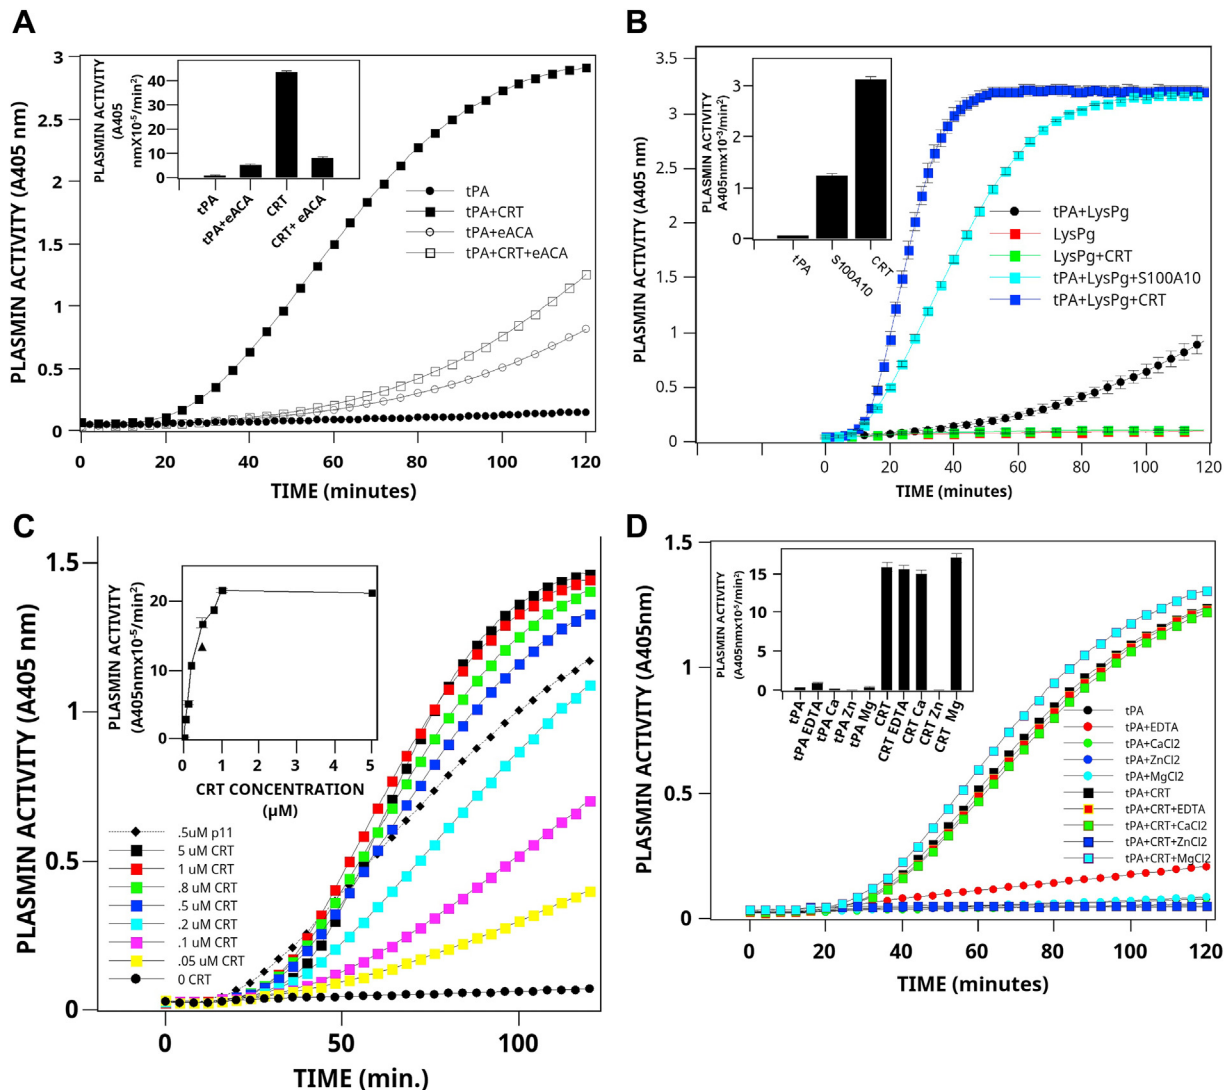 A
PLASMIN ACTIVITY (A405 nm)
3
2.5
2
1.5
1
0.5
0
0
20
40
60
80
100
120
TIME (minutes)
PLASMIN ACTIVITY
(A405
nmX10-5/min2)
40
30
20
10
0
tPA
tPA+eACA
CRT
CRT+ eACA
tPA
tPA+CRT
tPA+eACA
tPA+CRT+eACA
B
PLASMIN ACTIVITY (A405 nm)
3.5
3
2.5
2
1.5
1
0.5
0
0
20
40
60
80
100
120
TIME (minutes)
PLASMIN ACTIVITY
A405nmx10-3/min2)
3
2
1
0
tPA
S100A10
CRT
tPA+LysPg
LysPg
LysPg+CRT
tPA+LysPg+S100A10
tPA+LysPg+CRT
C
PLASMIN ACTIVITY (A405 nm)
1.5
1
0.5
0
0
50
100
TIME (min.)
PLASMIN ACTIVITY
(A405nmx10-5/min2)
20
10
0
0
1
2
3
4
5
CRT CONCENTRATION
(µM)
.5uM p11
5 uM CRT
1 uM CRT
.8 uM CRT
.5 uM CRT
.2 uM CRT
.1 uM CRT
.05 uM CRT
0 CRT
D
PLASMIN ACTIVITY (A405nm)
1.5
1
0.5
0
0
20
40
60
80
100
120
TIME (minutes)
PLASMIN ACTIVITY
(A405nmx10-5/min2)
15
10
5
0
tPA
tPA EDTA
tPA Ca
tPA Zn
tPA Mg
CRT
CRT EDTA
CRT Ca
CRT Zn
CRT Mg
tPA
tPA+EDTA
tPA+CaCl2
tPA+ZnCl2
tPA+MgCl2
tPA+CRT
tPA+CRT+EDTA
tPA+CRT+CaCl2
tPA+CRT+ZnCl2
tPA+CRT+MgCl2